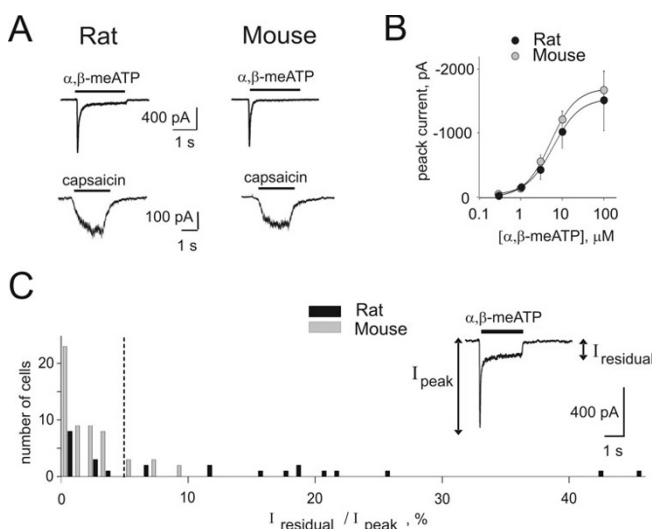 A
Rat
Mouse
α,β-meATP
α,β-meATP
400 pA
1 s
capsaicin
capsaicin
100 pA
1 s
B
Rat
Mouse
peack current, pA
-2000
-1000
0
0.1
1.0
10
100
[α,β-meATP], μM
C
Rat
Mouse
α,β-meATP
I peak
I residual
400 pA
1 s
number of cells
20
10
0
0
10
20
30
40
I residual / I peak , %